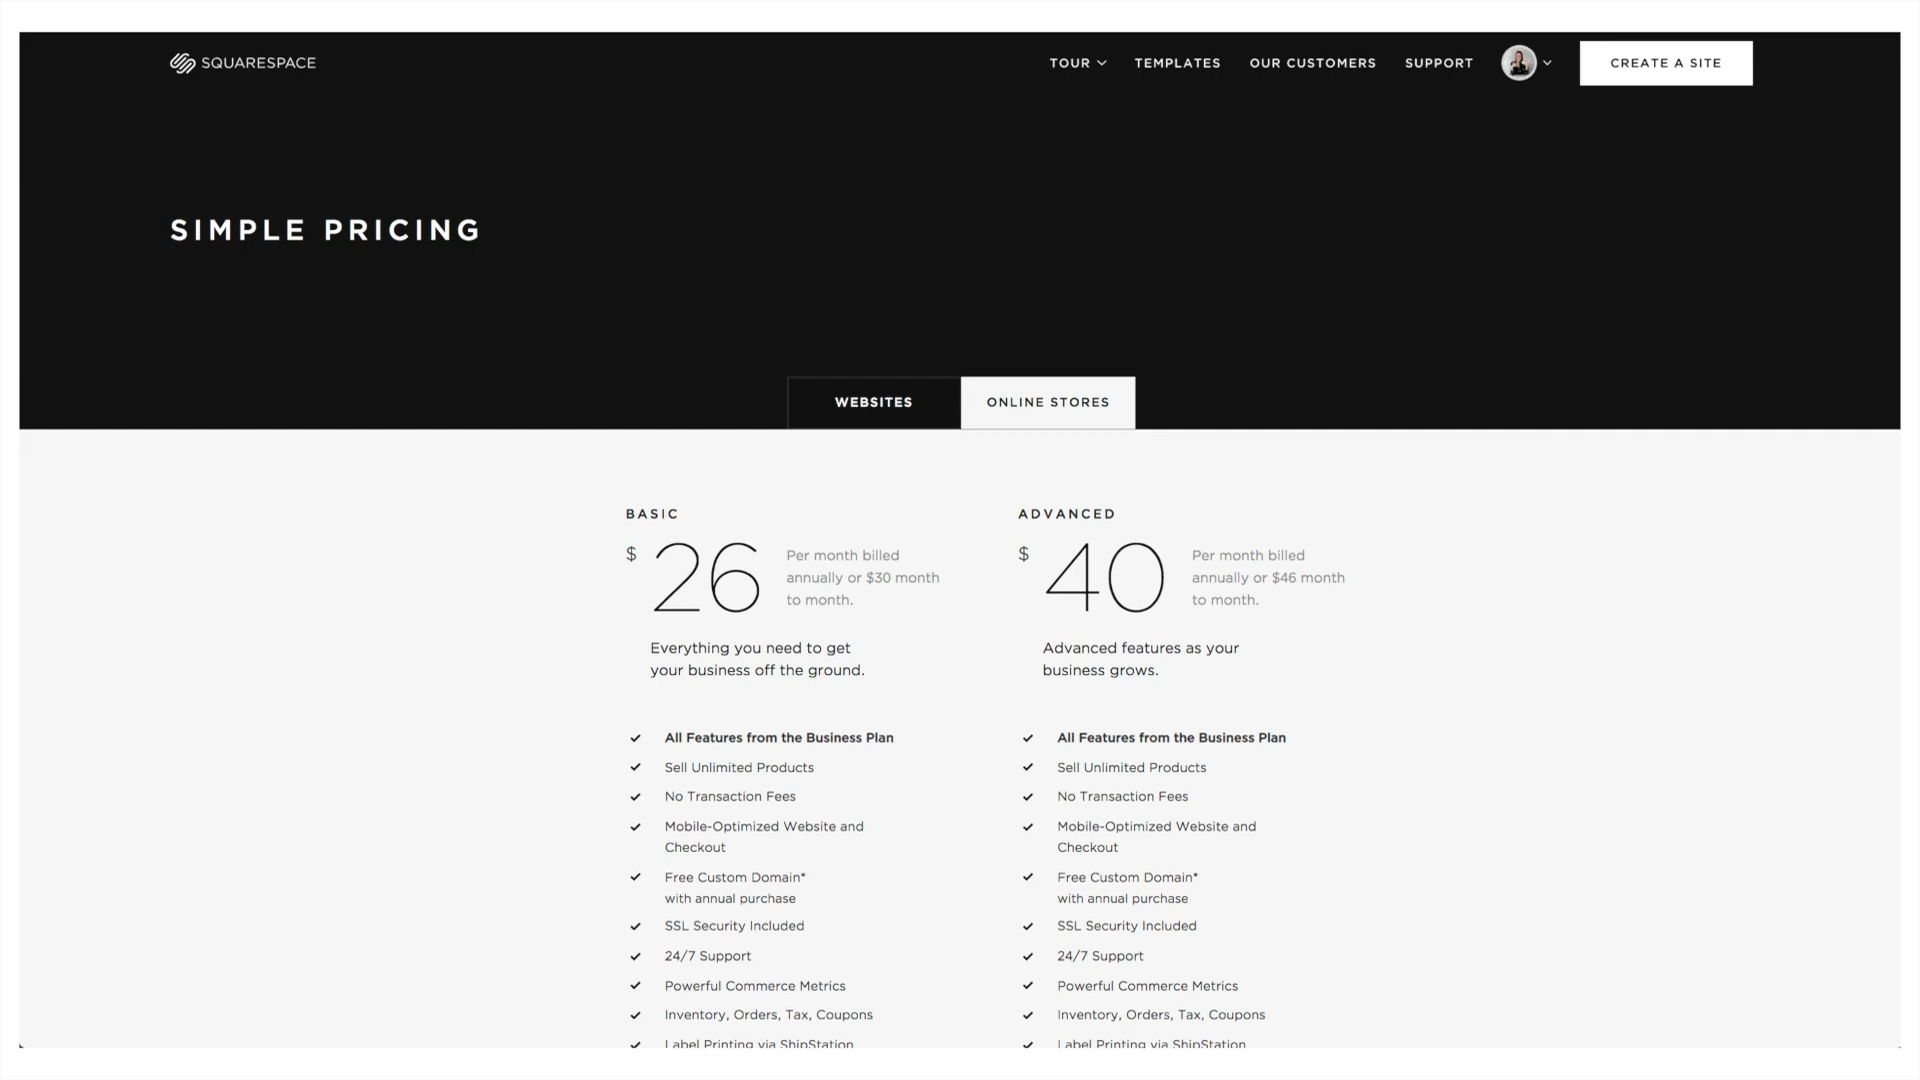 SQUARESPACE
TOUR
TEMPLATES
OUR CUSTOMERS
SUPPORT
CREATE A SITE
SIMPLE PRICING
WEBSITES
ONLINE STORES
BASIC
$ 26
Per month billed
annually or $30 month
to month.
Everything you need to get
your business off the ground.
All Features from the Business Plan
Sell Unlimited Products
No Transaction Fees
Mobile-Optimized Website and
Checkout
Free Custom Domain*
with annual purchase
SSL Security Included
24/7 Support
Powerful Commerce Metrics
Inventory, Orders, Tax, Coupons
Label Printing via ShipStation
ADVANCED
$ 40
Per month billed
annually or $46 month
to month.
Advanced features as your
business grows.
All Features from the Business Plan
Sell Unlimited Products
No Transaction Fees
Mobile-Optimized Website and
Checkout
Free Custom Domain*
with annual purchase
SSL Security Included
24/7 Support
Powerful Commerce Metrics
Inventory, Orders, Tax, Coupons
Label Printing via ShipStation